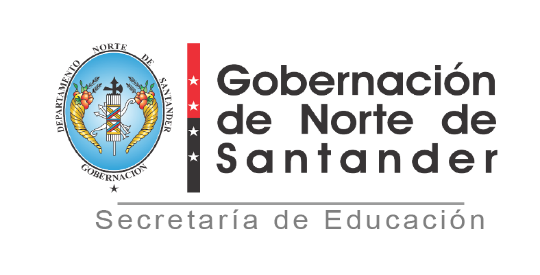 DEPARTAMENTO NORTE DE SANTANDER
GOBERNACION
Gobernación
de Norte de
Santander
Secretaría de Educación